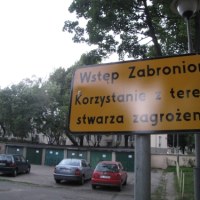 Wstęp Zabronion
Korzystanie z tere
stwarza zagrożen